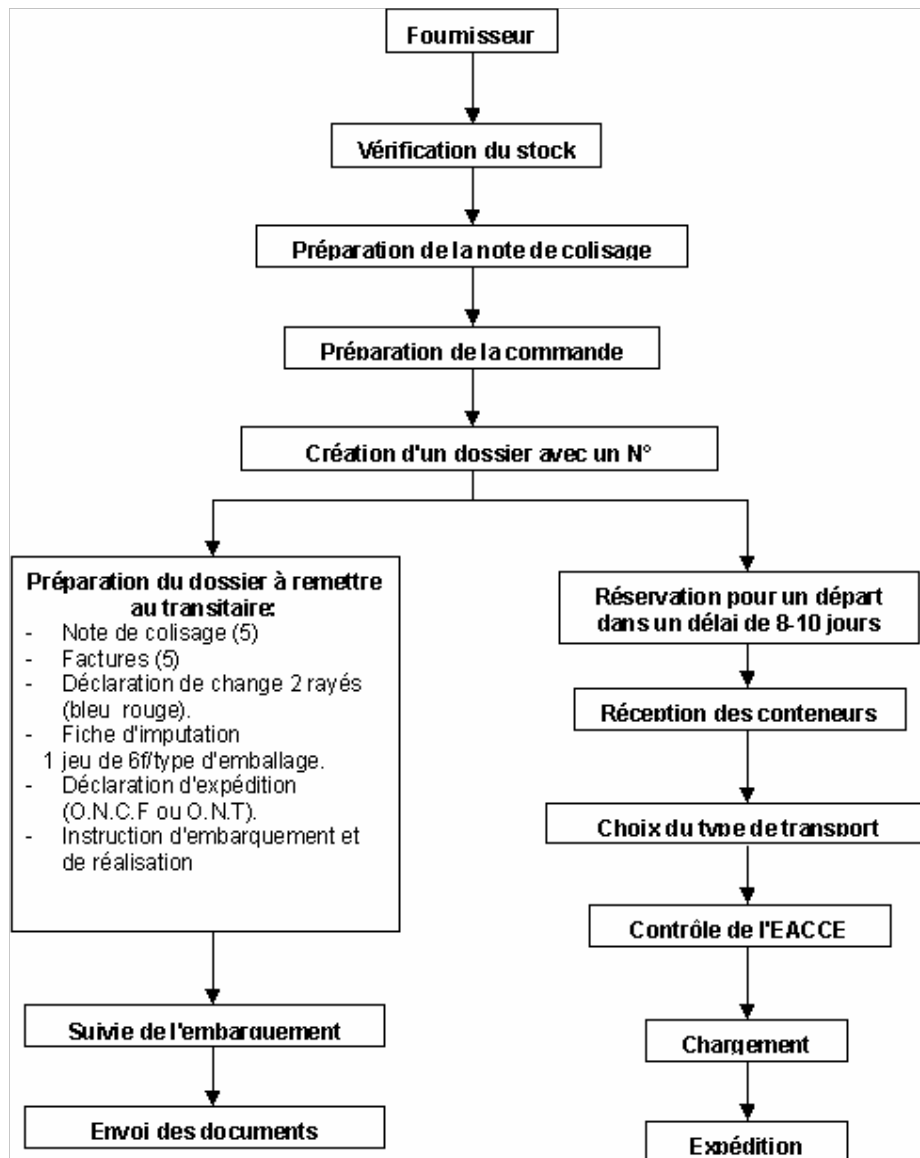 Fournisseur
Vérification du stock
Préparation de la note de colisage
Préparation de la commande
Création d'un dossier avec un N°
Préparation du dossier à remettre
au transitaire:
- Note de colisage (5)
- Factures (5)
- Déclaration de change 2 rayés
(bleu rouge).
- Fiche d'imputation
1 jeu de 6f/type d'emballage.
- Déclaration d'expédition
(O.N.C.F ou O.N.T).
- Instruction d'embarquement et
de réalisation
Suivie de l'embarquement
Envoi des documents
Réservation pour un départ
dans un délai de 8-10 jours
Réception des conteneurs
Choix du type de transport
Contrôle de l'EACCE
Chargement
Expédition